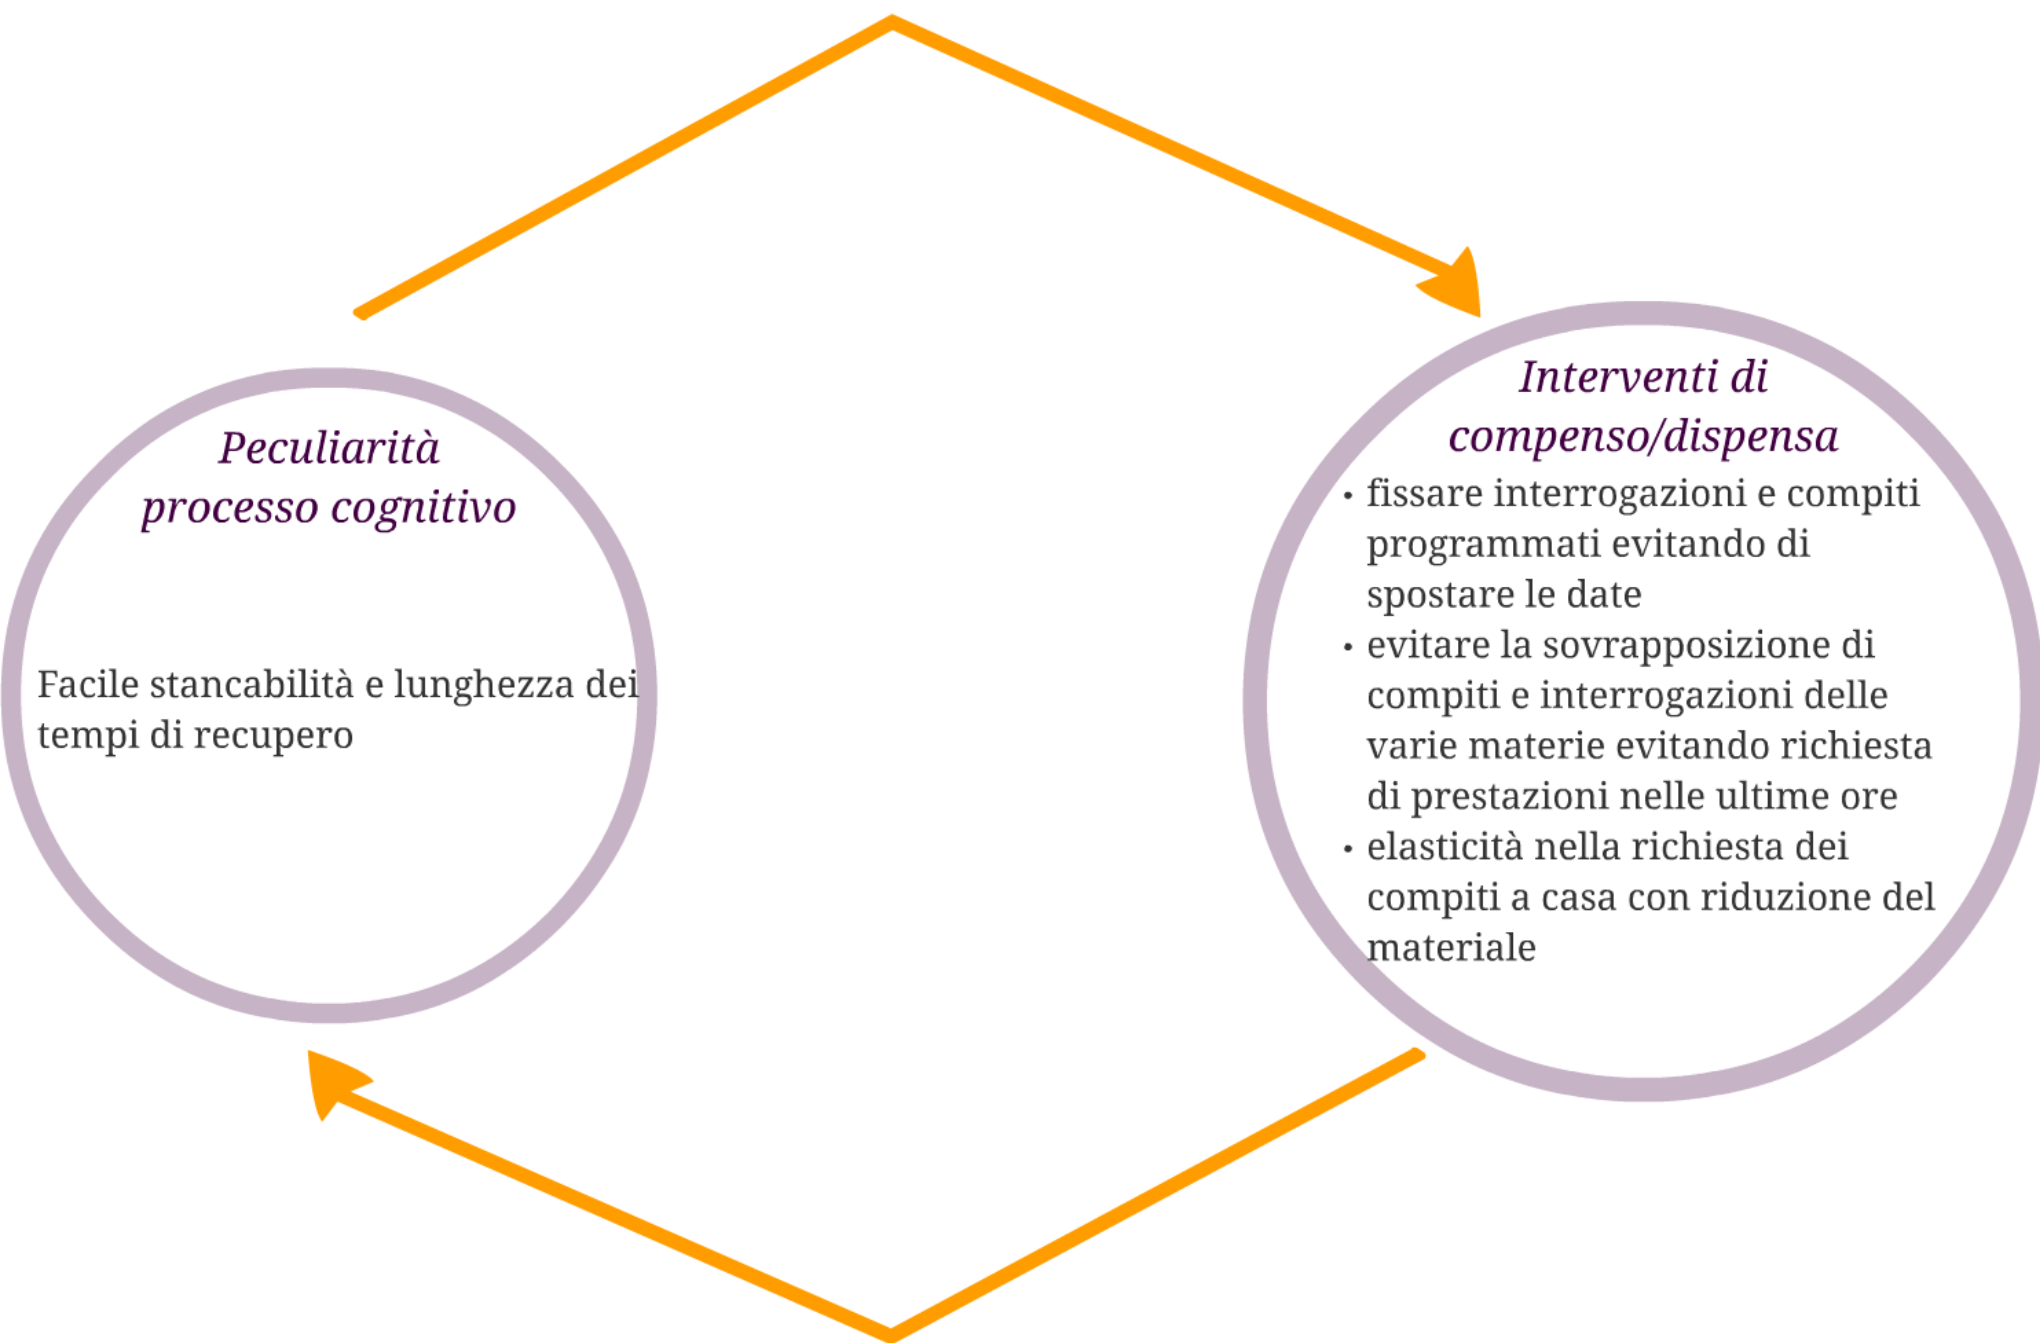 Peculiarità
processo cognitivo
Facile stancabilità e lunghezza dei
tempi di recupero
Interventi di
compenso/dispensa
• fissare interrogazioni e compiti
programmati evitando di
spostare le date
• evitare la sovrapposizione di
compiti e interrogazioni delle
varie materie evitando richiesta
di prestazioni nelle ultime ore
• elasticità nella richiesta dei
compiti a casa con riduzione del
materiale